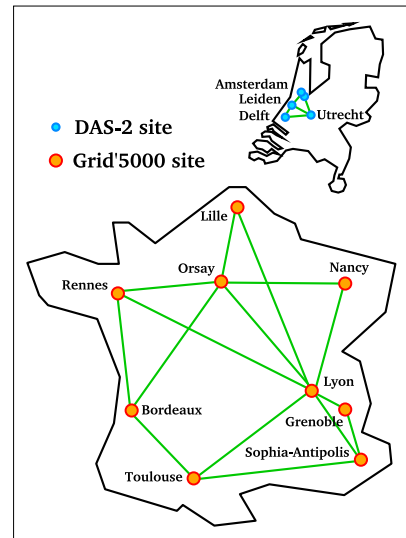 Amsterdam
Leiden
Delft
Utrecht
DAS-2 site
Grid'5000 site
Lille
Orsay
Nancy
Rennes
Lyon
Bordeaux
Grenoble
Sophia-Antipolis
Toulouse